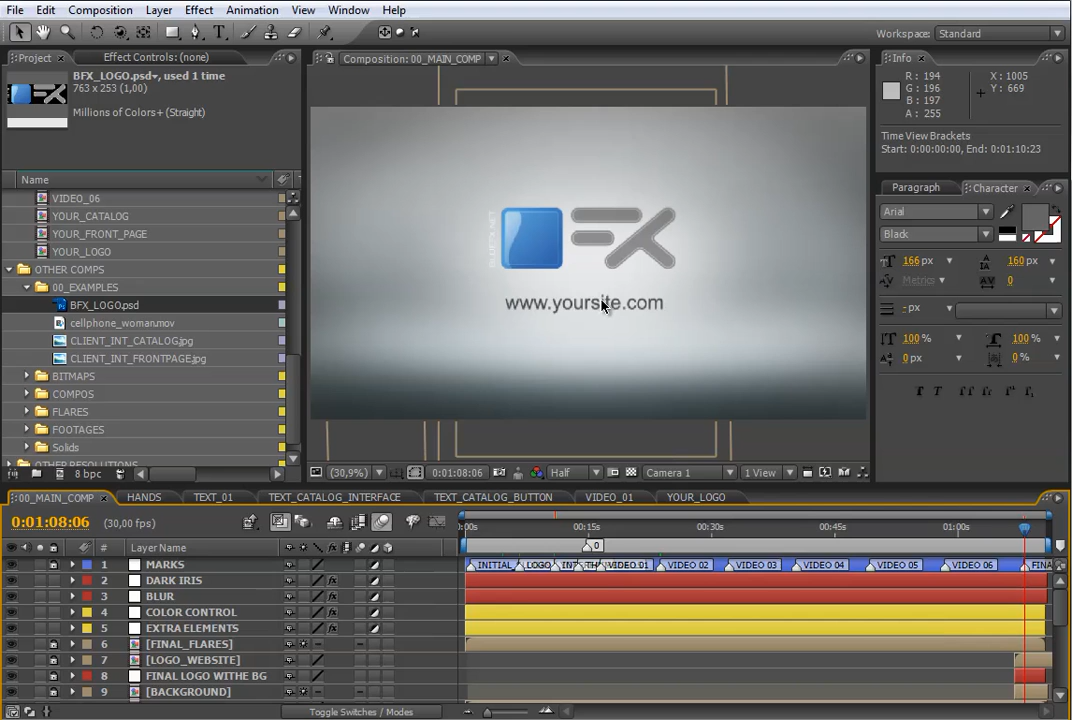 File Edit Composition Layer Effect Animation View Window Help
Workspace: Standard
Project Effect Controls: (none)
BFX_LOGO.psd, used 1 time
763 x 253 (1,00)
Millions of Colors+ (Straight)
Name
VIDEO_06
YOUR_CATALOG
YOUR_FRONT_PAGE
YOUR_LOGO
OTHER COMPS
00_EXAMPLES
BFX_LOGO.psd
cellphone_woman.mov
CLIENT_INT_CATALOG.jpg
CLIENT_INT_FRONTPAGE.jpg
BITMAPS
COMPOS
FLARES
FOOTAGES
Solids
OTHER RESOLUTIONS
8 bpc
Composition: 00_MAIN_COMP
FX
www.yoursite.com
(30,9%) 0:01:08:06 Half Camera 1 1 View
Info
R : 194 X : 1005
G : 196 Y : 669
B : 197
A : 255
Time View Brackets
Start: 0:00:00:00, End: 0:01:10:23
Paragraph Character
Arial
Black
166 px 160 px
Metrics 0
- px
100 % 100 %
0 px 0 %
T T TT Tr T¹ T₁
00_MAIN_COMP HANDS TEXT_01 TEXT_CATALOG_INTERFACE TEXT_CATALOG_BUTTON VIDEO_01 YOUR_LOGO
0:01:08:06 (30,00 fps)
:00s 00:15s 00:30s 00:45s 01:00s
0
# Layer Name
1 MARKS
INITIAL_ LOGO VIDEO 01 VIDEO 02 VIDEO 03 VIDEO 04 VIDEO 05 VIDEO 06 FINA
2 DARK IRIS
3 BLUR
4 COLOR CONTROL
5 EXTRA ELEMENTS
6 [FINAL_FLARES]
7 [LOGO_WEBSITE]
8 FINAL LOGO WITHE BG
9 [BACKGROUND]
Toggle Switches / Modes